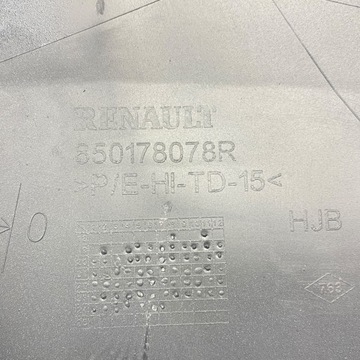 RENAULT
850178078R
>P/E-HI-TD-15<
O
HJB